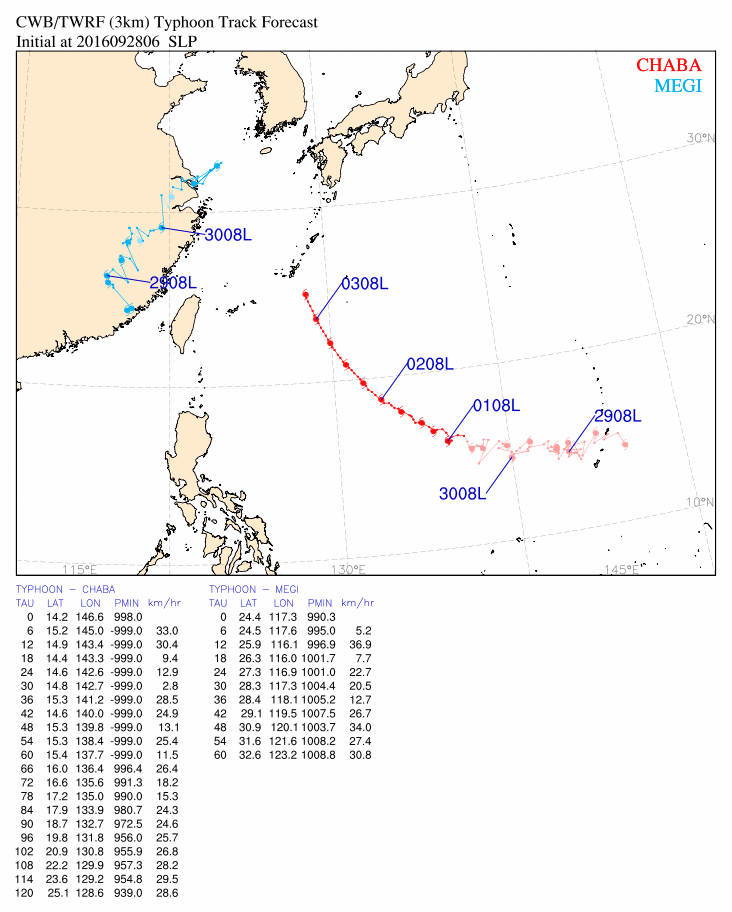 CWB/TWRF (3km) Typhoon Track Forecast
Initial at 2016092806 SLP
CHABA
MEGI
30°N
3008L
2908L
0308L
20°N
0208L
0108L
2908L
3008L
10°N
115°E 130°E 145°E
TYPHOON – CHABA TYPHOON – MEGI
TAU LAT LON PMIN km/hr TAU LAT LON PMIN km/hr
0 14.2 146.6 998.0 0 24.4 117.3 990.3
6 15.2 145.0 -999.0 33.0 6 24.5 117.6 995.0 5.2
12 14.9 143.4 -999.0 30.4 12 25.9 116.1 996.9 36.9
18 14.4 143.3 -999.0 9.4 18 26.3 116.0 1001.7 7.7
24 14.6 142.6 -999.0 12.9 24 27.3 116.9 1001.0 22.7
30 14.8 142.7 -999.0 2.8 30 28.3 117.3 1004.4 20.5
36 15.3 141.2 -999.0 28.5 36 28.4 118.1 1005.2 12.7
42 14.6 140.0 -999.0 24.9 42 29.1 119.5 1007.5 26.7
48 15.3 139.8 -999.0 13.1 48 30.9 120.1 1003.7 34.0
54 15.3 138.4 -999.0 25.4 54 31.6 121.6 1008.2 27.4
60 15.4 137.7 -999.0 11.5 60 32.6 123.2 1008.8 30.8
66 16.0 136.4 996.4 26.4
72 16.6 135.6 991.3 18.2
78 17.2 135.0 990.0 15.3
84 17.9 133.9 980.7 24.3
90 18.7 132.7 972.5 24.6
96 19.8 131.8 956.0 25.7
102 20.9 130.8 955.9 26.8
108 22.2 129.9 957.3 28.2
114 23.6 129.2 954.8 29.5
120 25.1 128.6 939.0 28.6